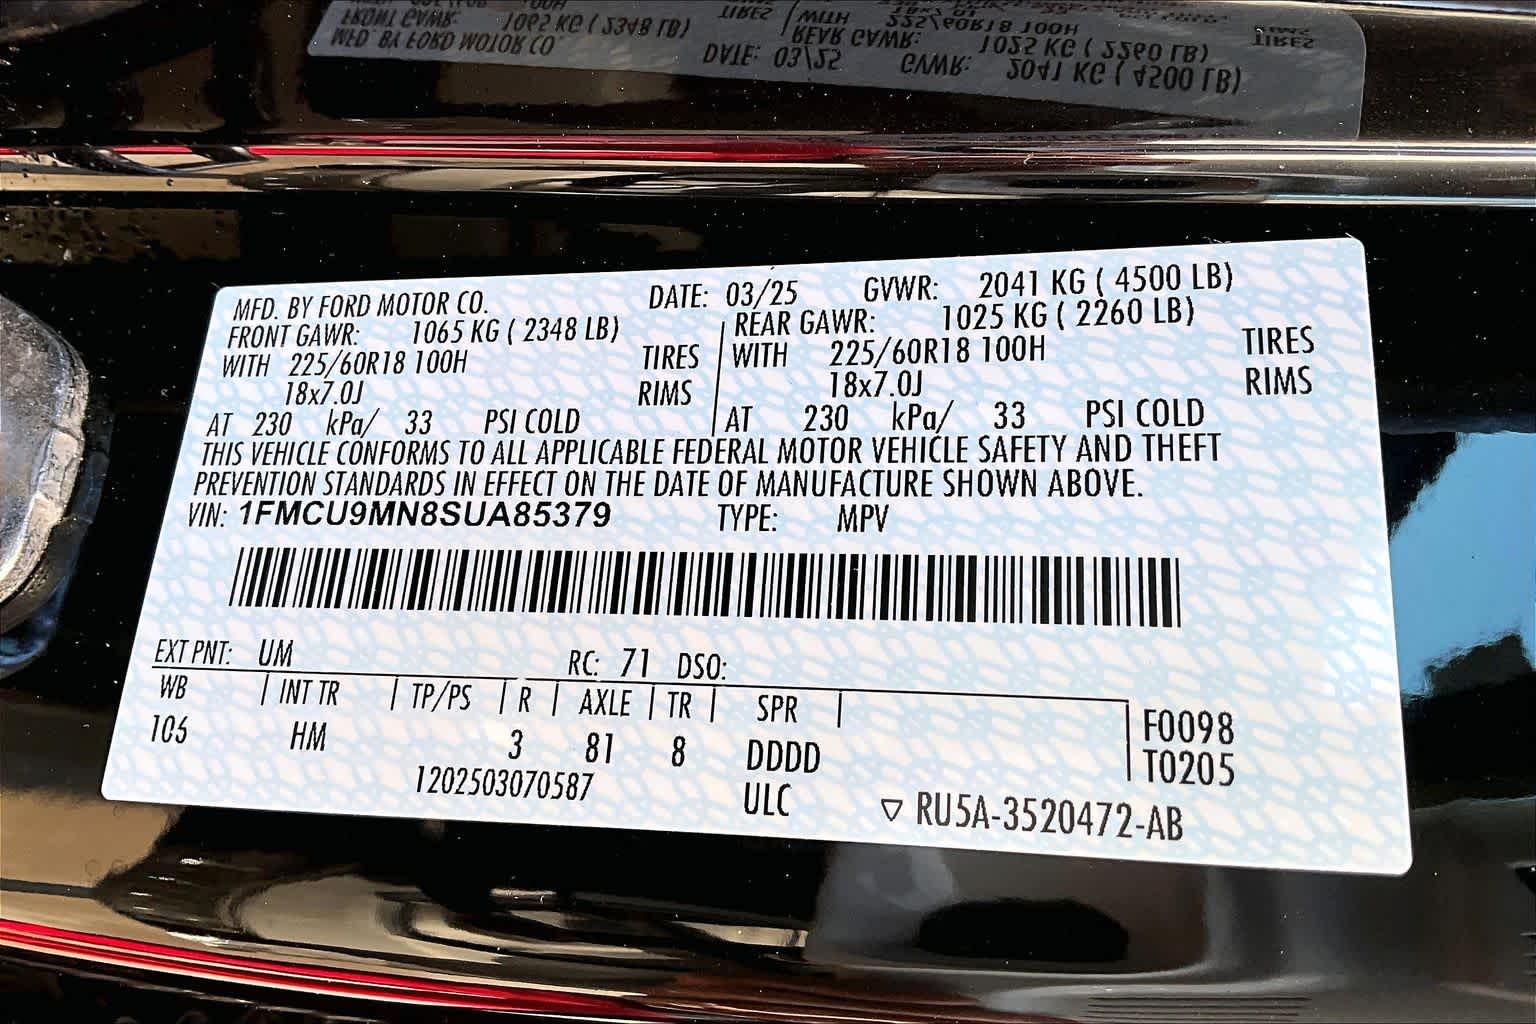 MFD. BY FORD MOTOR CO. DATE: 03/25 GVWR: 2041 KG ( 4500 LB)
FRONT GAWR: 1065 KG ( 2348 LB) REAR GAWR: 1025 KG ( 2260 LB)
WITH 225/60R18 100H TIRES WITH 225/60R18 100H TIRES
18x7.0J RIMS 18x7.0J RIMS
AT 230 kPa/ 33 PSI COLD AT 230 kPa/ 33 PSI COLD
THIS VEHICLE CONFORMS TO ALL APPLICABLE FEDERAL MOTOR VEHICLE SAFETY AND THEFT
PREVENTION STANDARDS IN EFFECT ON THE DATE OF MANUFACTURE SHOWN ABOVE.
VIN: 1FMCU9MN8SUA85379 TYPE: MPV
EXT PNT: UM RC: 71 DSO:
WB INT TR TP/PS R AXLE TR SPR F0098
106 HM 3 81 8 DDDD T0205
1202503070587 ULC ▽ RU5A-3520472-AB